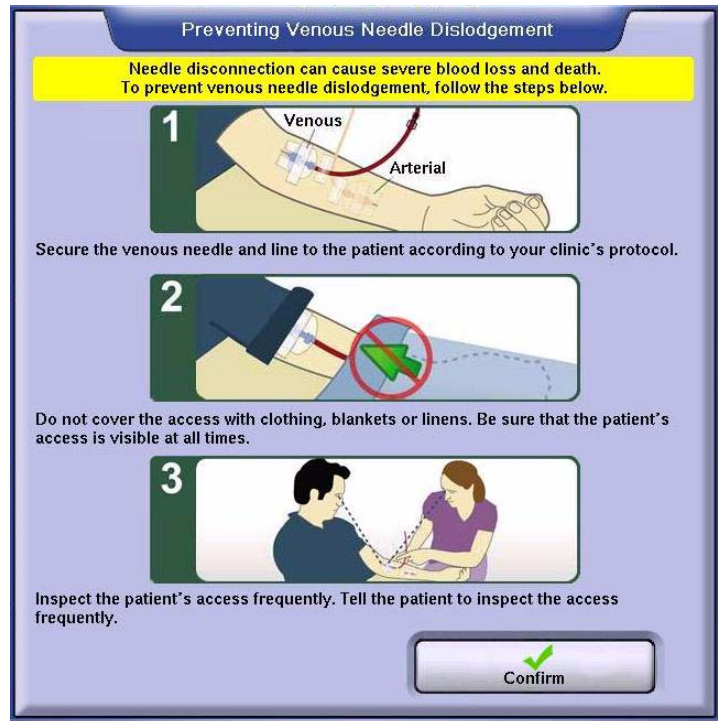 Preventing Venous Needle Dislodgement
Needle disconnection can cause severe blood loss and death.
To prevent venous needle dislodgement, follow the steps below.
1
Venous
Arterial
Secure the venous needle and line to the patient according to your clinic's protocol.
2
Do not cover the access with clothing, blankets or linens. Be sure that the patient's
access is visible at all times.
3
Inspect the patient's access frequently. Tell the patient to inspect the access
frequently.
Confirm